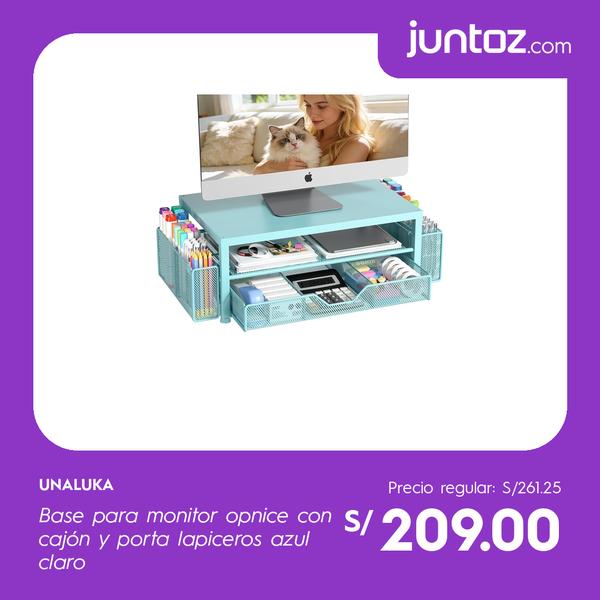 juntoz.com
UNALUKA
Base para monitor opnice con
cajón y porta lapiceros azul
claro
Precio regular: S/261.25
S/ 209.00